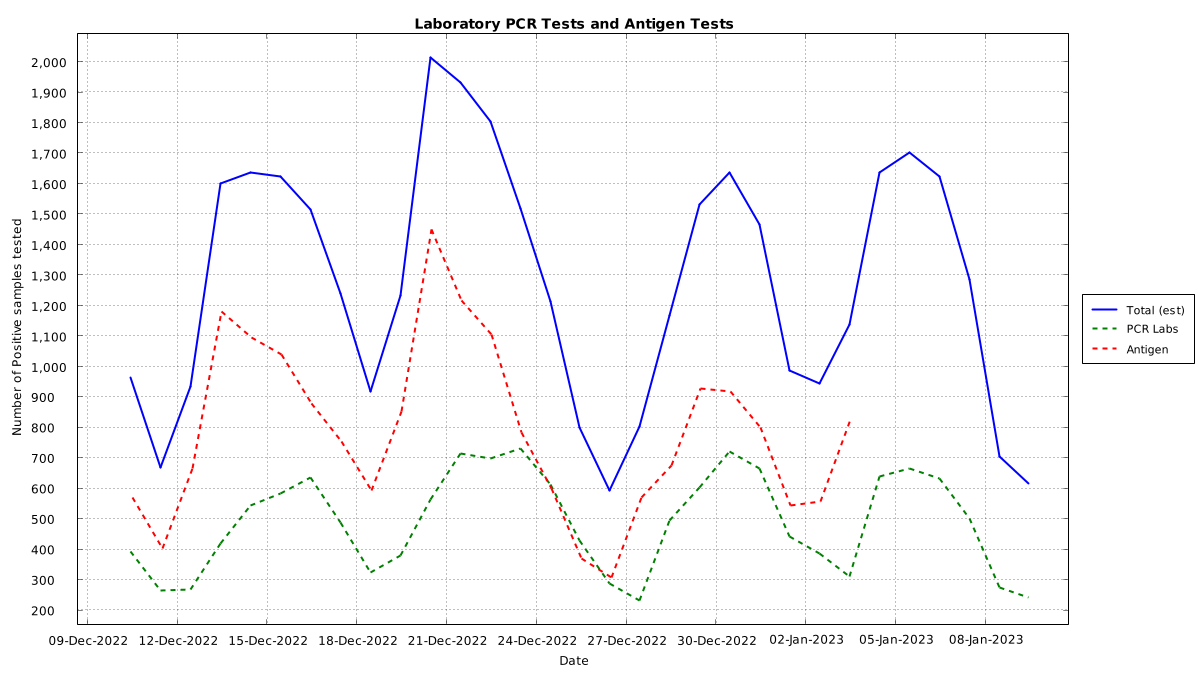 Laboratory PCR Tests and Antigen Tests
Number of Positive samples tested
2,000
1,900
1,800
1,700
1,600
1,500
1,400
1,300
1,200
1,100
1,000
900
800
700
600
500
400
300
200
09-Dec-2022 12-Dec-2022 15-Dec-2022 18-Dec-2022 21-Dec-2022 24-Dec-2022 27-Dec-2022 30-Dec-2022 02-Jan-2023 05-Jan-2023 08-Jan-2023
Date
Total (est)
PCR Labs
Antigen